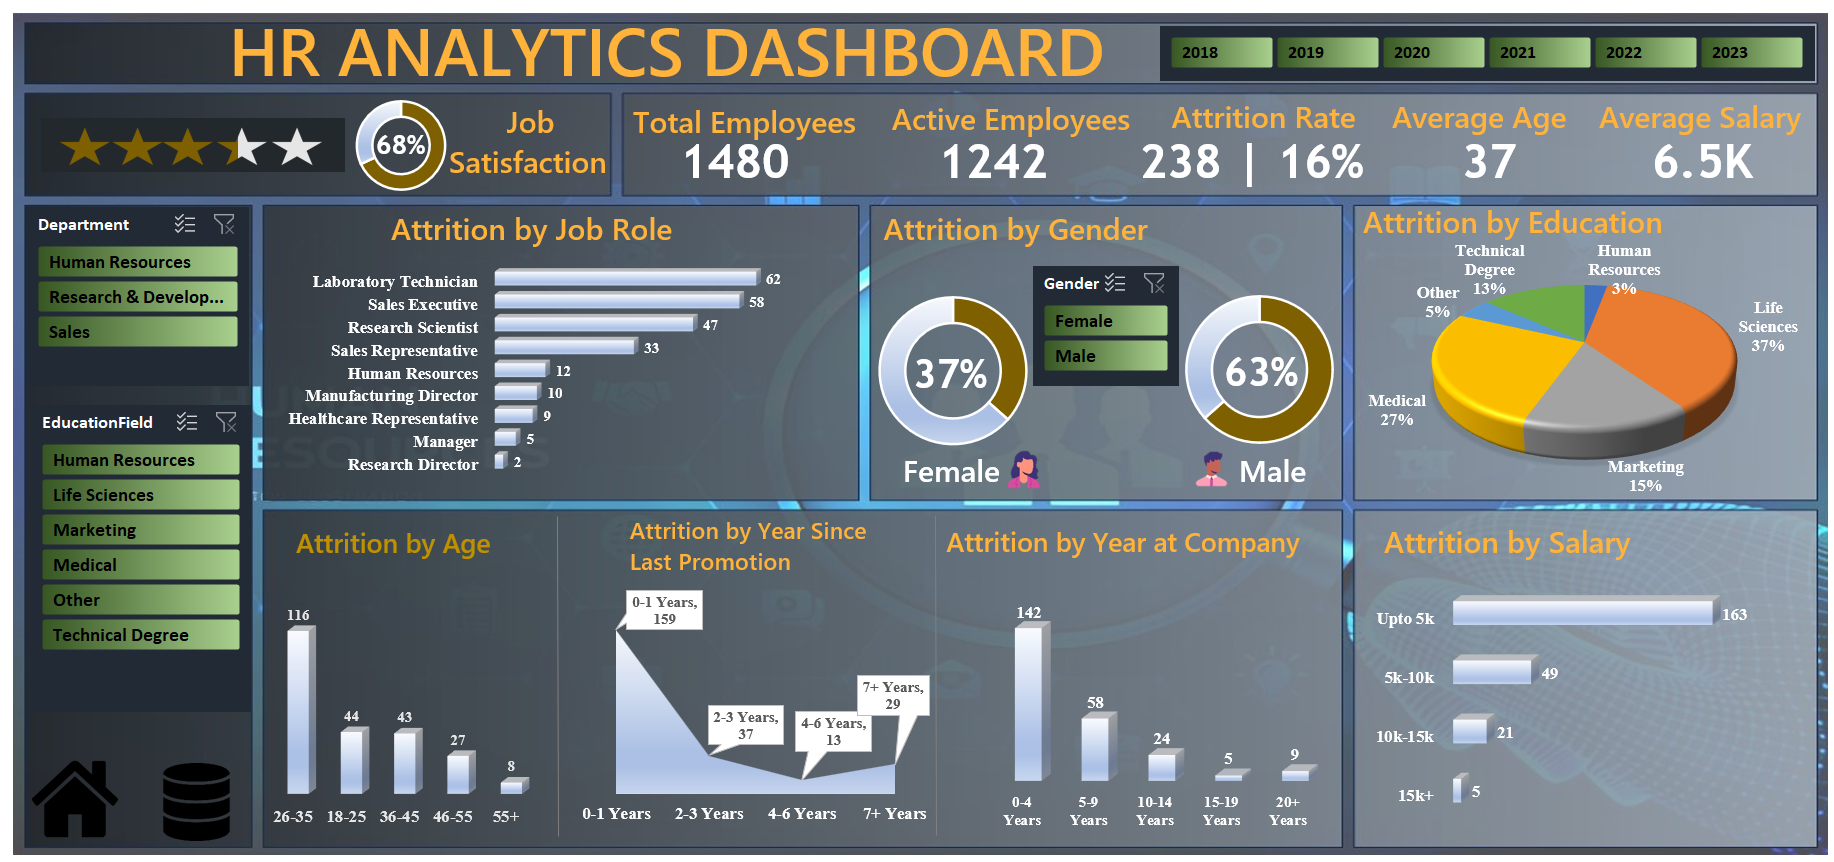 HR ANALYTICS DASHBOARD
2018 2019 2020 2021 2022 2023
68%
Job
Satisfaction
Total Employees
1480
Active Employees
1242
Attrition Rate
238 | 16%
Average Age
37
Average Salary
6.5K
Department
Human Resources
Research & Develop...
Sales
EducationField
Human Resources
Life Sciences
Marketing
Medical
Other
Technical Degree
Attrition by Job Role
Laboratory Technician 62
Sales Executive 58
Research Scientist 47
Sales Representative 33
Human Resources 12
Manufacturing Director 10
Healthcare Representative 9
Manager 5
Research Director 2
Attrition by Gender
Gender
Female
Male
37%
63%
Female
Male
Attrition by Education
Technical
Degree
13%
Human
Resources
3%
Other
5%
Life
Sciences
37%
Medical
27%
Marketing
15%
Attrition by Age
116
44
43
27
8
26-35 18-25 36-45 46-55 55+
Attrition by Year Since
Last Promotion
0-1 Years,
159
2-3 Years,
37
4-6 Years,
13
7+ Years,
29
0-1 Years 2-3 Years 4-6 Years 7+ Years
Attrition by Year at Company
142
58
24
5
9
0-4
Years
5-9
Years
10-14
Years
15-19
Years
20+
Years
Attrition by Salary
Upto 5k 163
5k-10k 49
10k-15k 21
15k+ 5